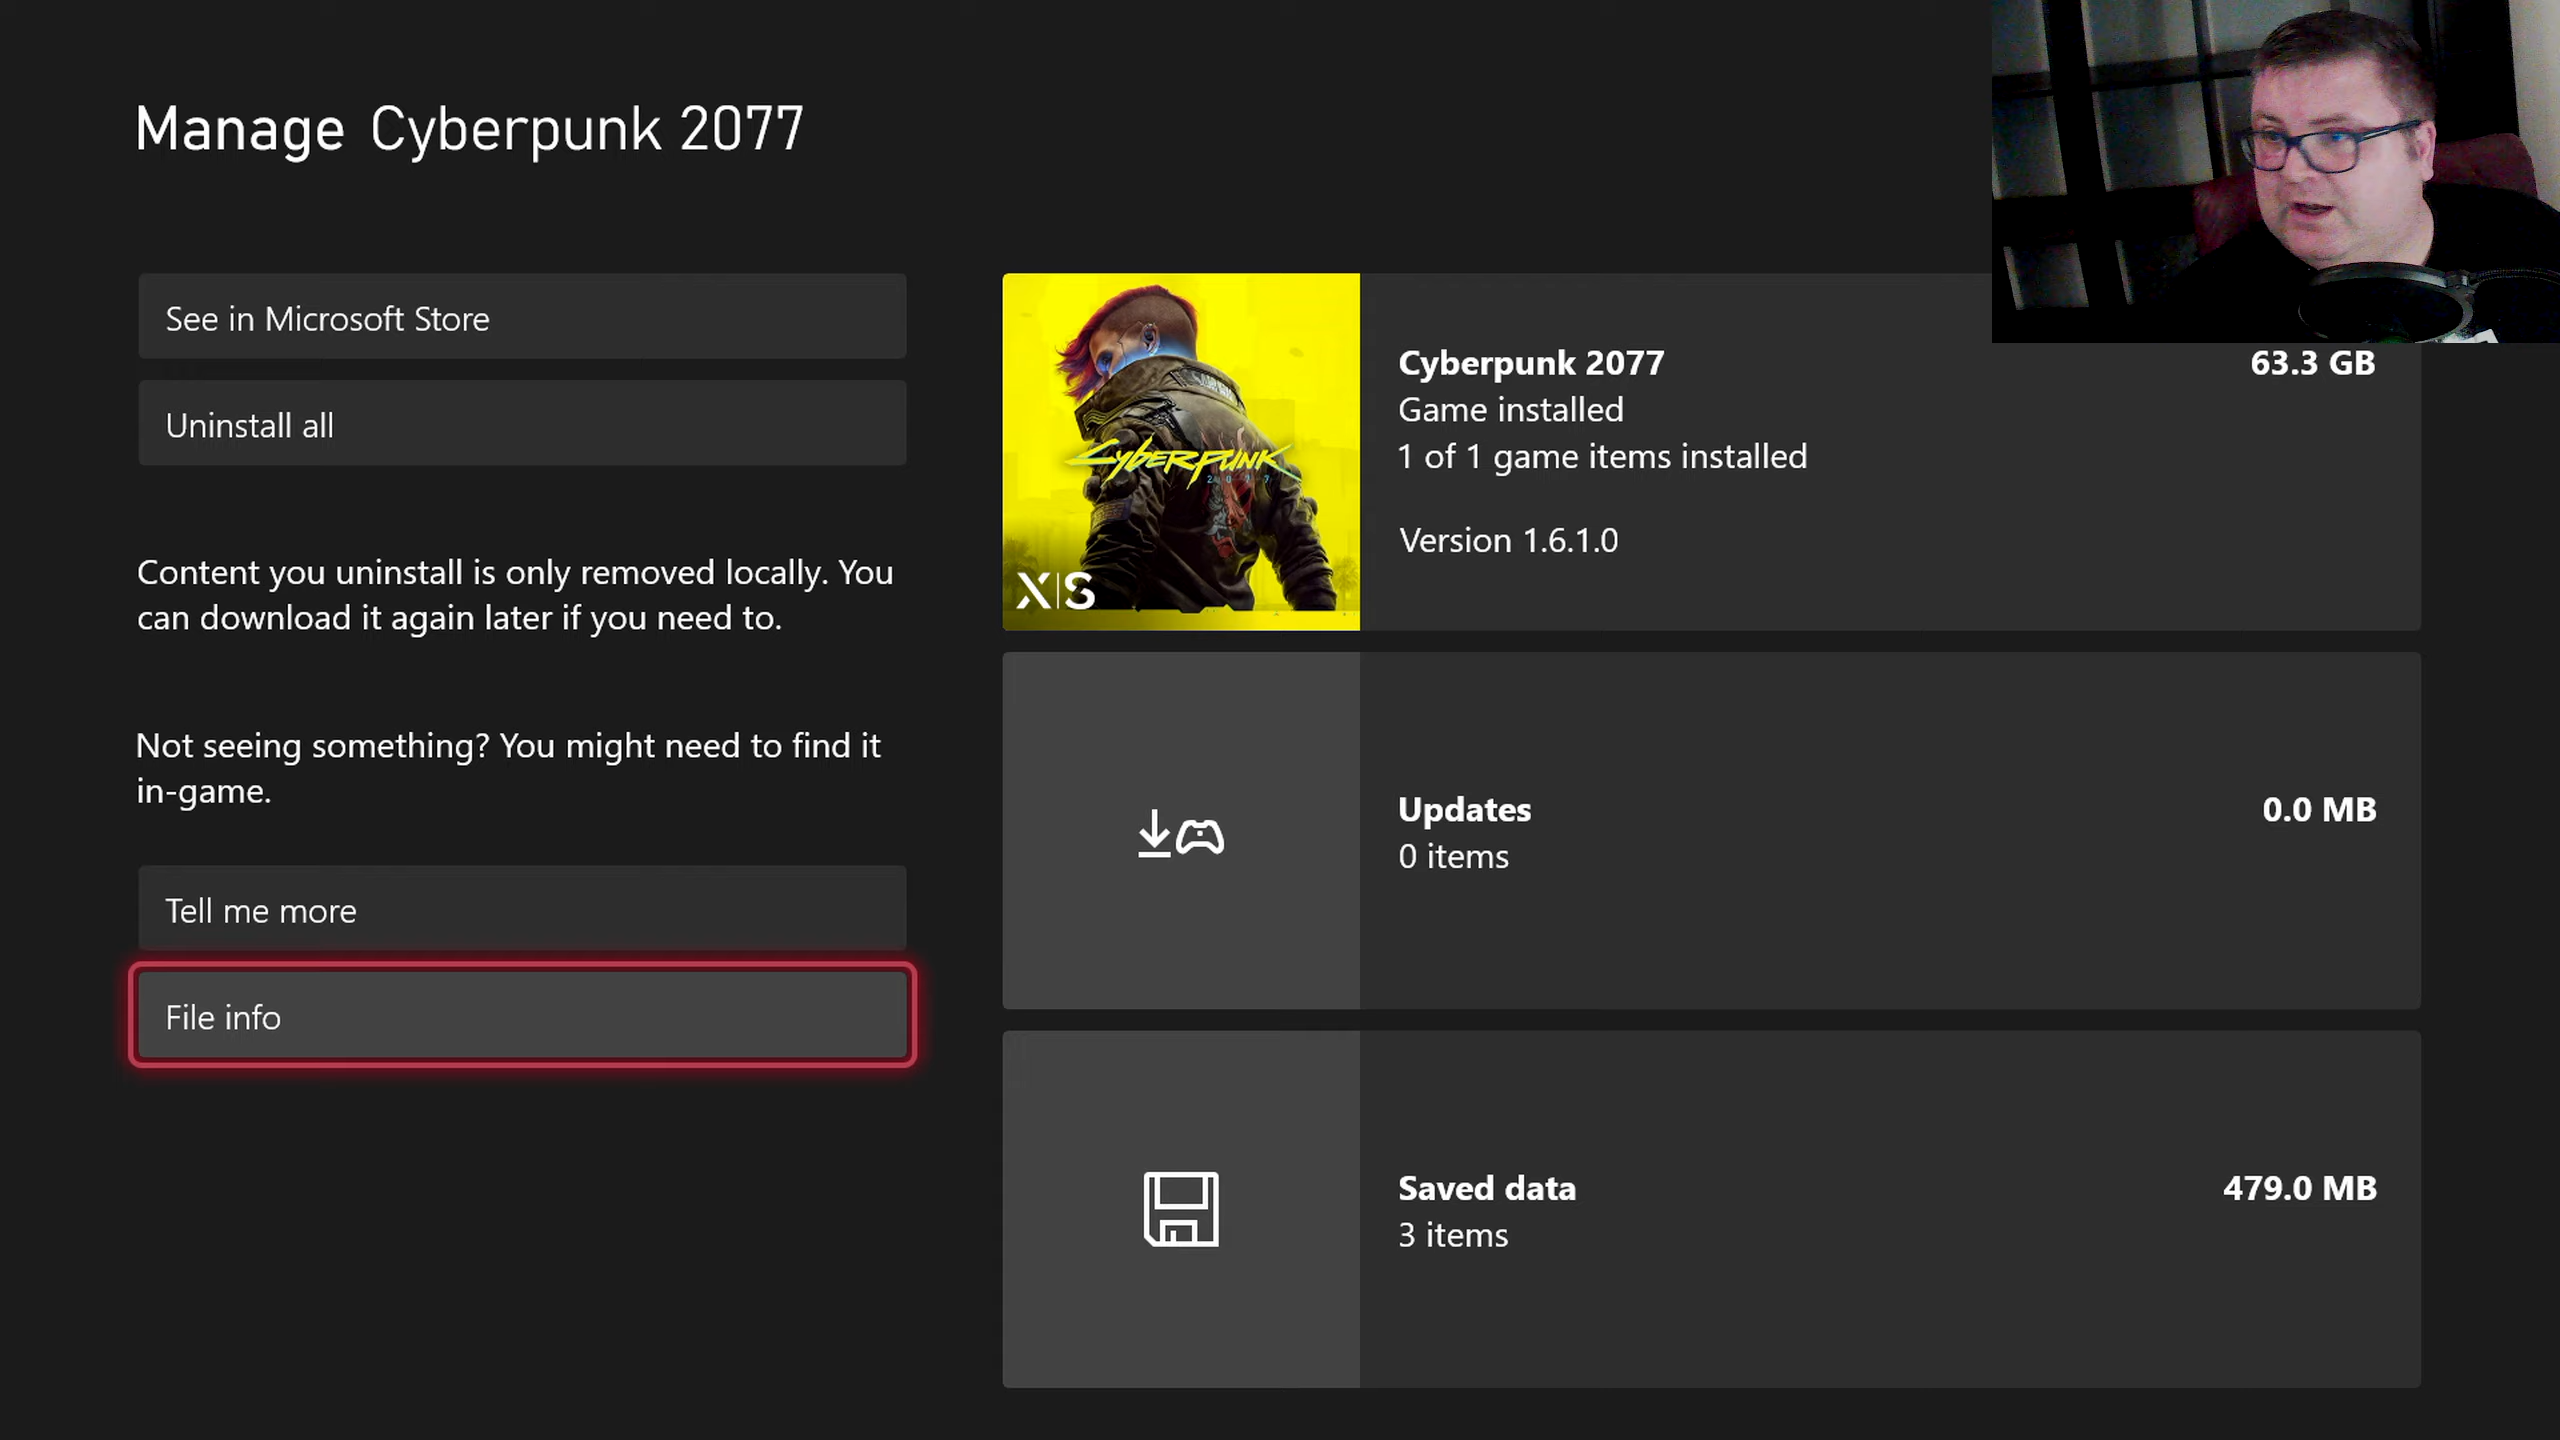 Manage Cyberpunk 2077
See in Microsoft Store
Uninstall all
Content you uninstall is only removed locally. You
can download it again later if you need to.
Not seeing something? You might need to find it
in-game.
Tell me more
File info
CYBERPUNK
2077
X|S
Cyberpunk 2077
63.3 GB
Game installed
1 of 1 game items installed
Version 1.6.1.0
Updates
0.0 MB
0 items
Saved data
479.0 MB
3 items